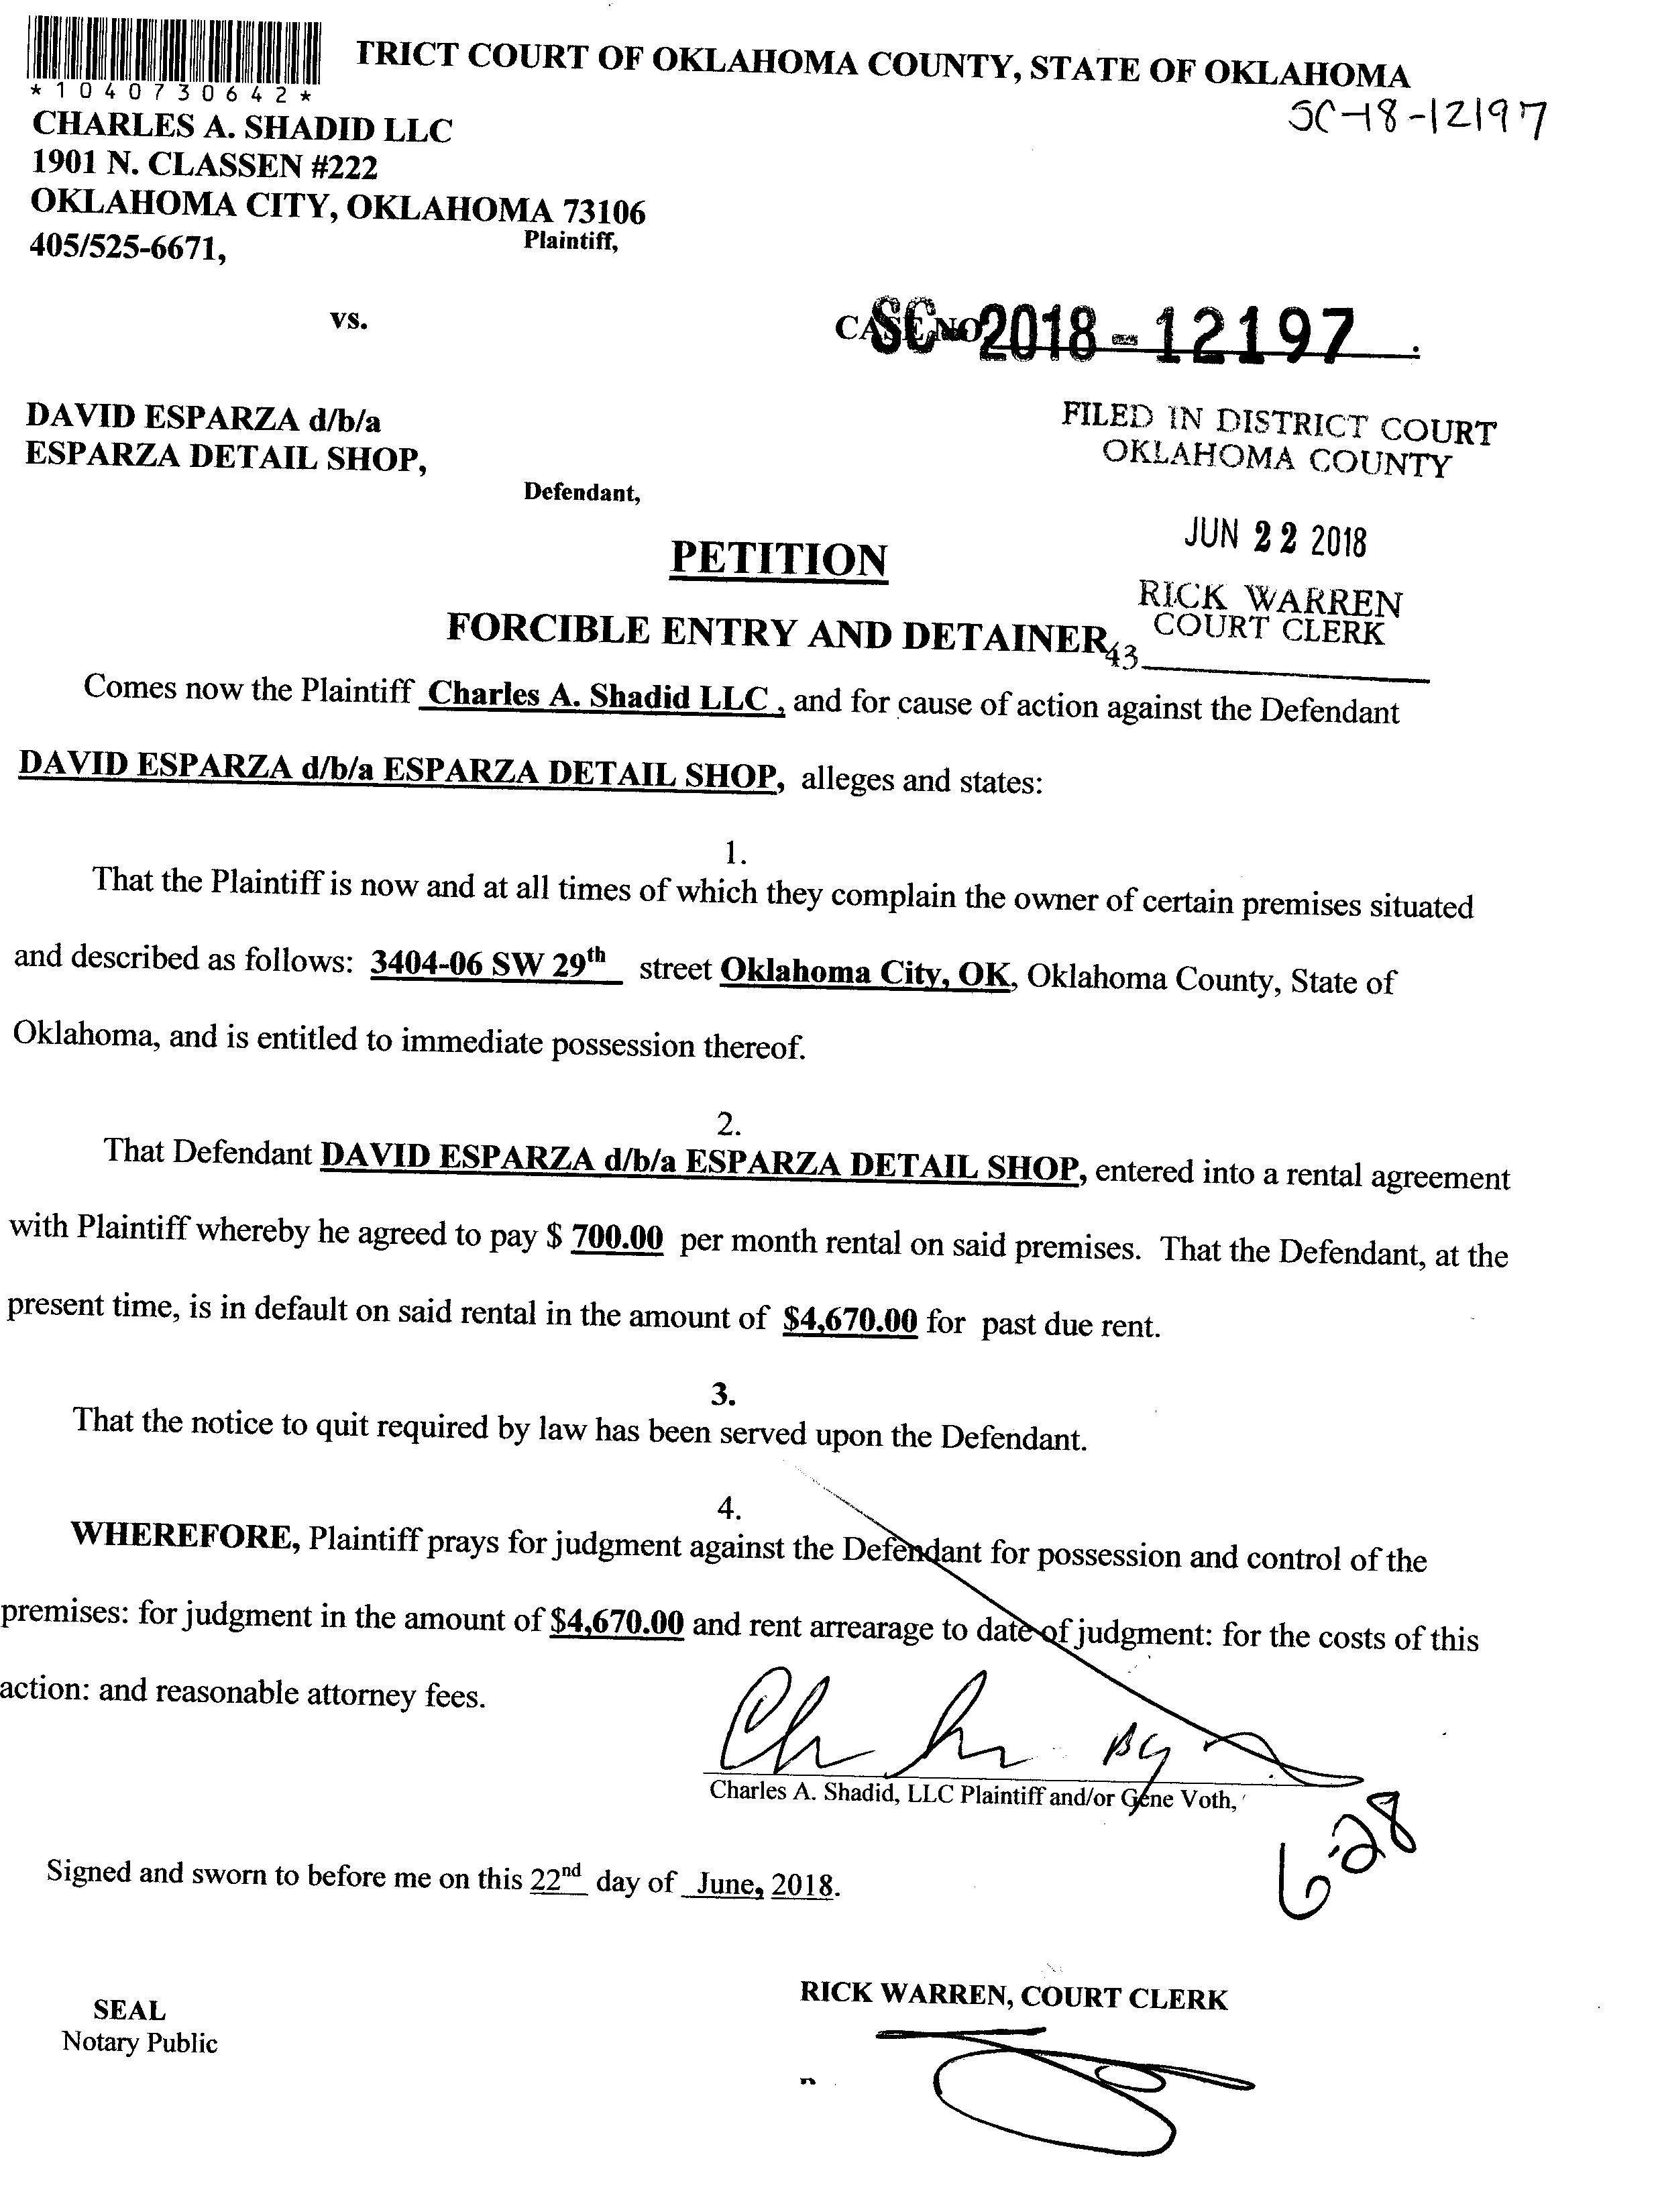 TRICT COURT OF OKLAHOMA COUNTY, STATE OF OKLAHOMA
*1040730642*
SC-18-12197
CHARLES A. SHADID LLC
1901 N. CLASSEN #222
OKLAHOMA CITY, OKLAHOMA 73106
405/525-6671,
Plaintiff,
vs.
CASE NO. SC 2018-12197.
DAVID ESPARZA d/b/a
ESPARZA DETAIL SHOP,
Defendant,
FILED IN DISTRICT COURT
OKLAHOMA COUNTY
JUN 22 2018
RICK WARREN
COURT CLERK
43
PETITION
FORCIBLE ENTRY AND DETAINER
Comes now the Plaintiff Charles A. Shadid LLC , and for cause of action against the Defendant
DAVID ESPARZA d/b/a ESPARZA DETAIL SHOP, alleges and states:
1.
That the Plaintiff is now and at all times of which they complain the owner of certain premises situated
and described as follows: 3404-06 SW 29th street Oklahoma City, OK, Oklahoma County, State of
Oklahoma, and is entitled to immediate possession thereof.
2.
That Defendant DAVID ESPARZA d/b/a ESPARZA DETAIL SHOP, entered into a rental agreement
with Plaintiff whereby he agreed to pay $ 700.00 per month rental on said premises. That the Defendant, at the
present time, is in default on said rental in the amount of $4,670.00 for past due rent.
3.
That the notice to quit required by law has been served upon the Defendant.
4.
WHEREFORE, Plaintiff prays for judgment against the Defendant for possession and control of the
premises: for judgment in the amount of $4,670.00 and rent arrearage to date of judgment: for the costs of this
action: and reasonable attorney fees.
Charles A. Shadid, LLC Plaintiff and/or Gene Voth,
6-28
Signed and sworn to before me on this 22nd day of June, 2018.
SEAL
Notary Public
RICK WARREN, COURT CLERK